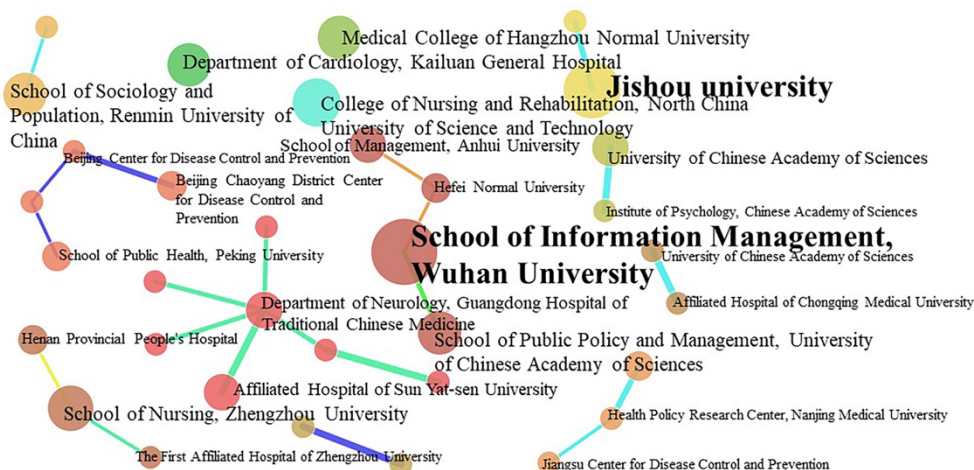 Medical College of Hangzhou Normal University
Department of Cardiology, Kailuan General Hospital
Jishou university
School of Sociology and
Population, Renmin University of
China
College of Nursing and Rehabilitation, North China
University of Science and Technology
School of Management, Anhui University
Beijing Center for Disease Control and Prevention
University of Chinese Academy of Sciences
Beijing Chaoyang District Center
for Disease Control and
Prevention
Hefei Normal University
Institute of Psychology, Chinese Academy of Sciences
School of Information Management,
Wuhan University
School of Public Health, Peking University
University of Chinese Academy of Sciences
Department of Neurology, Guangdong Hospital of
Traditional Chinese Medicine
Affiliated Hospital of Chongqing Medical University
Henan Provincial People's Hospital
School of Public Policy and Management, University
of Chinese Academy of Sciences
Affiliated Hospital of Sun Yat-sen University
School of Nursing, Zhengzhou University
Health Policy Research Center, Nanjing Medical University
The First Affiliated Hospital of Zhengzhou University
Jiangsu Center for Disease Control and Prevention